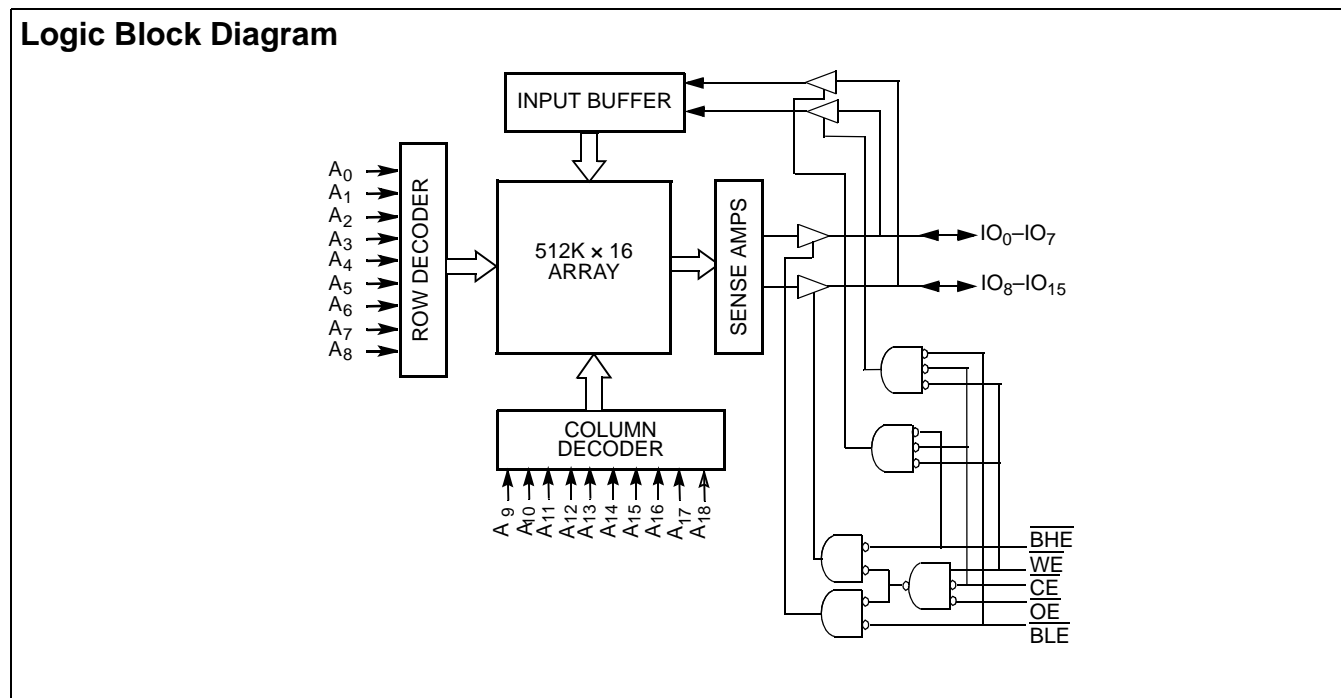 Logic Block Diagram
INPUT BUFFER
A0
A1
A2
A3
A4
A5
A6
A7
A8
ROW DECODER
512K × 16
ARRAY
SENSE AMPS
IO0–IO7
IO8–IO15
COLUMN
DECODER
A9
A10
A11
A12
A13
A14
A15
A16
A17
A18
BHE
WE
CE
OE
BLE